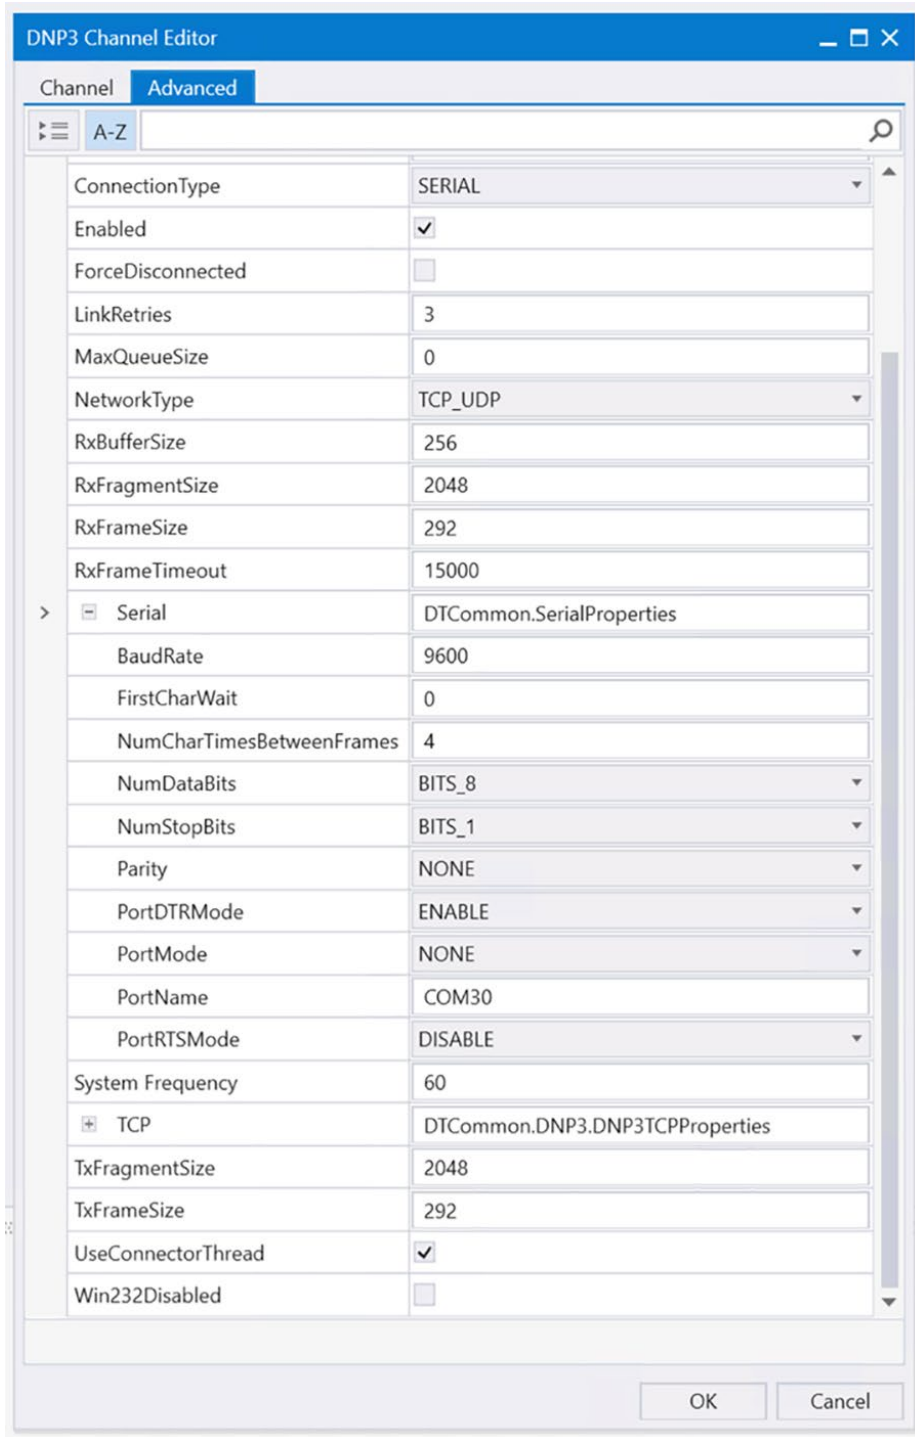 DNP3 Channel Editor
Channel Advanced
A-Z
ConnectionType SERIAL
Enabled
ForceDisconnected
LinkRetries 3
MaxQueueSize 0
NetworkType TCP_UDP
RxBufferSize 256
RxFragmentSize 2048
RxFrameSize 292
RxFrameTimeout 15000
Serial DTCommon.SerialProperties
BaudRate 9600
FirstCharWait 0
NumCharTimesBetweenFrames 4
NumDataBits BITS_8
NumStopBits BITS_1
Parity NONE
PortDTRMode ENABLE
PortMode NONE
PortName COM30
PortRTSMode DISABLE
System Frequency 60
TCP DTCommon.DNP3.DNP3TCPProperties
TxFragmentSize 2048
TxFrameSize 292
UseConnectorThread
Win232Disabled
OK Cancel